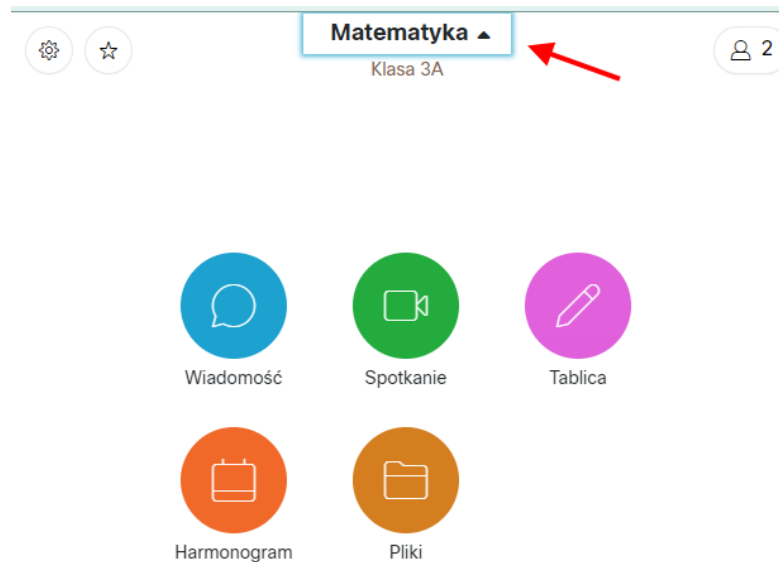 Matematyka
Klasa 3A
2
Wiadomość
Spotkanie
Tablica
Harmonogram
Pliki